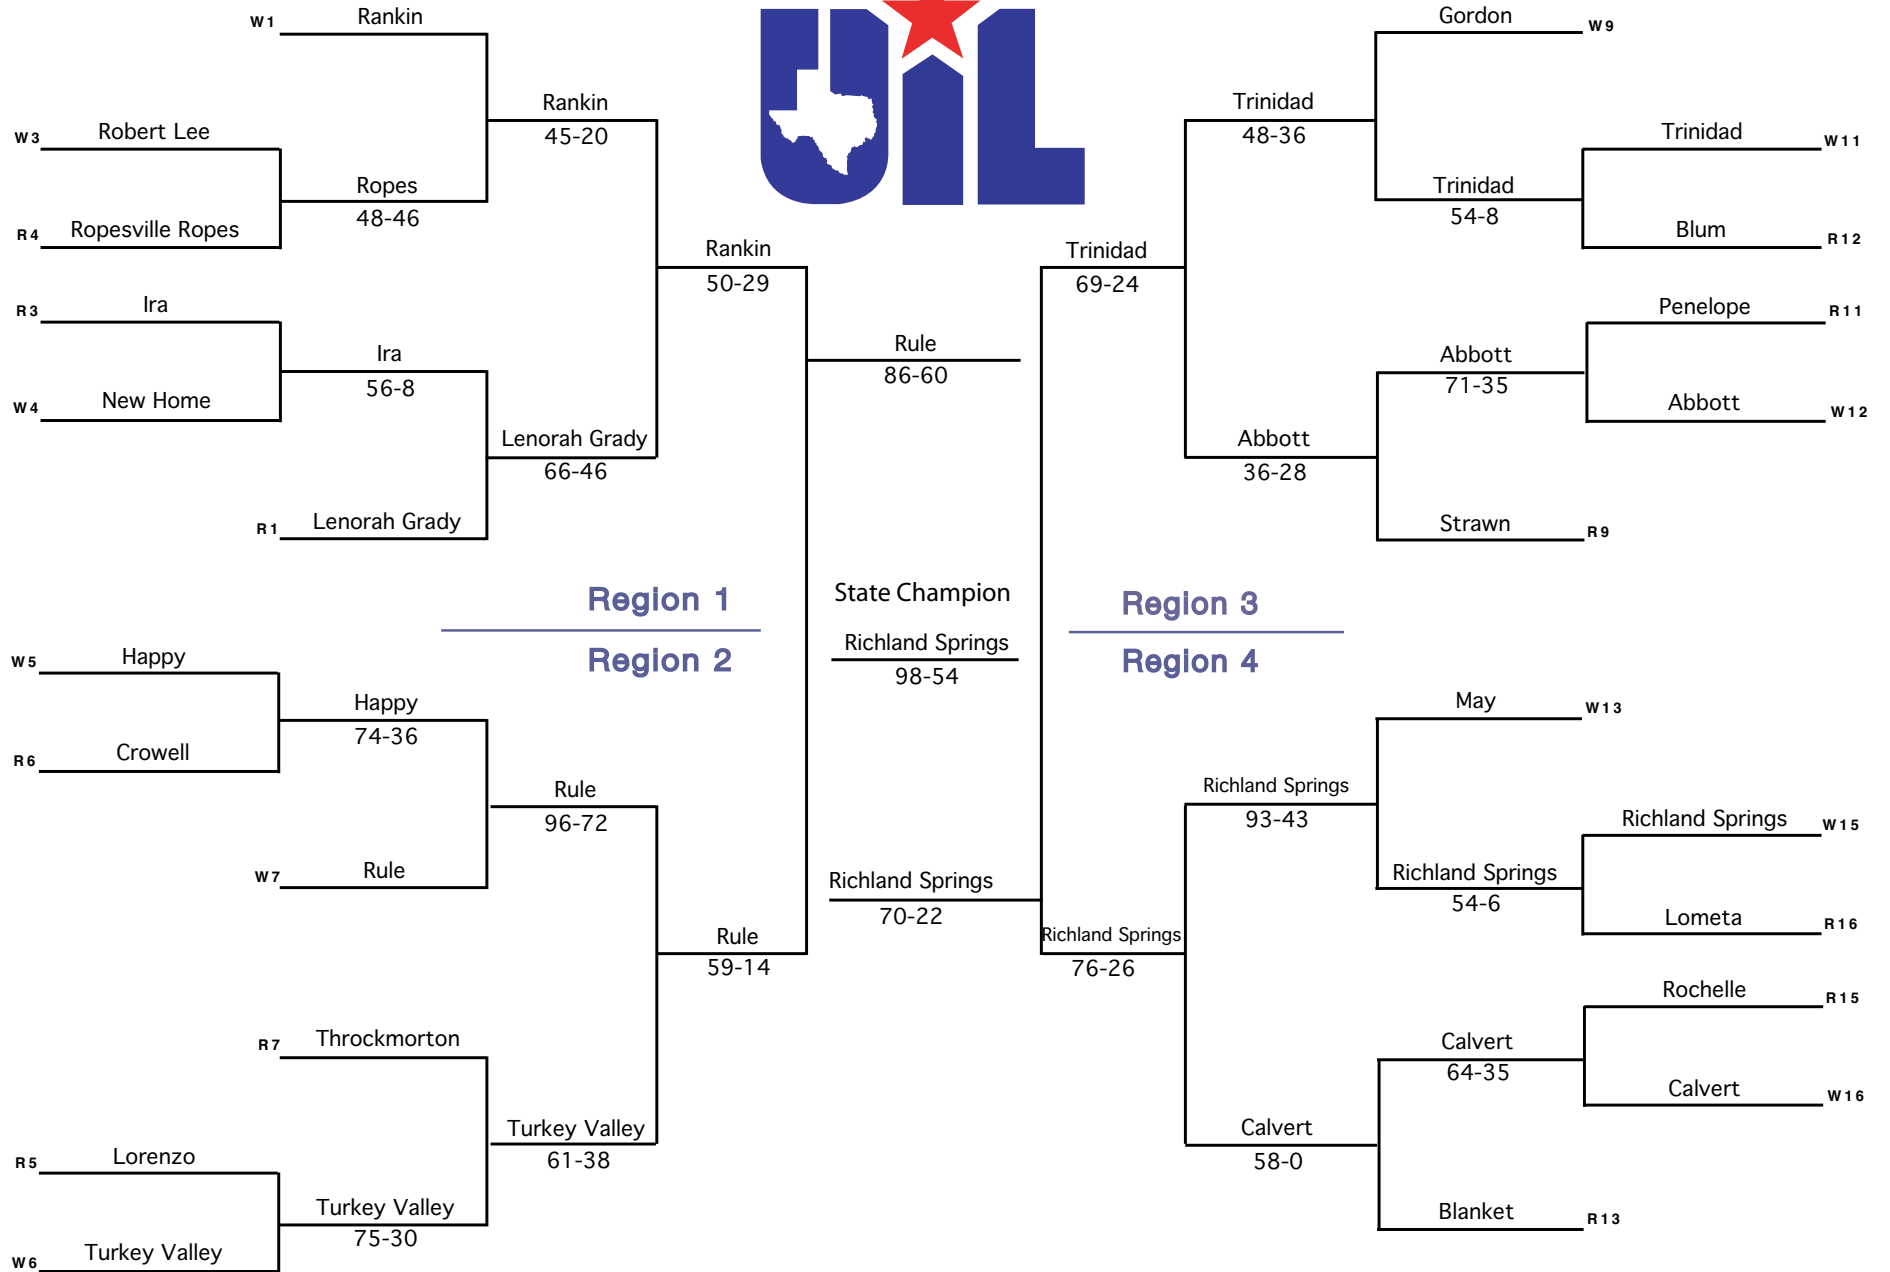 W1
Rankin
W3
Robert Lee
R4
Ropesville Ropes
Ropes
48-46
Rankin
45-20
R3
Ira
W4
New Home
Ira
56-8
R1
Lenorah Grady
Lenorah Grady
66-46
Rankin
50-29
Region 1
Region 2
W5
Happy
R6
Crowell
Happy
74-36
W7
Rule
Rule
96-72
R7
Throckmorton
R5
Lorenzo
W6
Turkey Valley
Turkey Valley
75-30
Turkey Valley
61-38
Rule
59-14
UIL
Rule
86-60
State Champion
Richland Springs
98-54
Richland Springs
70-22
Gordon
W9
Trinidad
W11
Blum
R12
Trinidad
54-8
Trinidad
48-36
Penelope
R11
Abbott
W12
Abbott
71-35
Strawn
R9
Abbott
36-28
Trinidad
69-24
Region 3
Region 4
May
W13
Richland Springs
W15
Lometa
R16
Richland Springs
54-6
Richland Springs
93-43
Rochelle
R15
Calvert
W16
Calvert
64-35
Blanket
R13
Calvert
58-0
Richland Springs
76-26